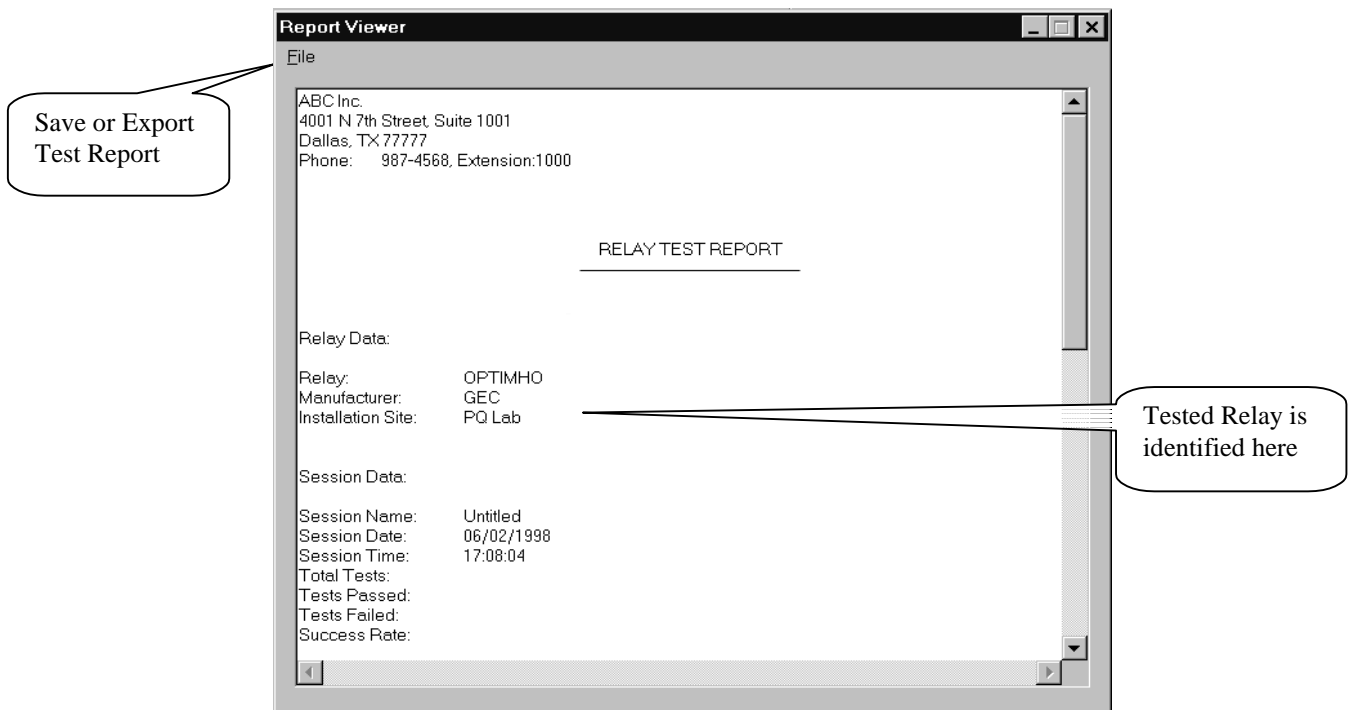 Report Viewer
File
Save or Export
Test Report
ABC Inc.
4001 N 7th Street, Suite 1001
Dallas, TX 77777
Phone: 987-4568, Extension:1000
RELAY TEST REPORT
Relay Data:
Relay: OPTIMHO
Manufacturer: GEC
Installation Site: PQ Lab
Tested Relay is
identified here
Session Data:
Session Name: Untitled
Session Date: 06/02/1998
Session Time: 17:08:04
Total Tests:
Tests Passed:
Tests Failed:
Success Rate: